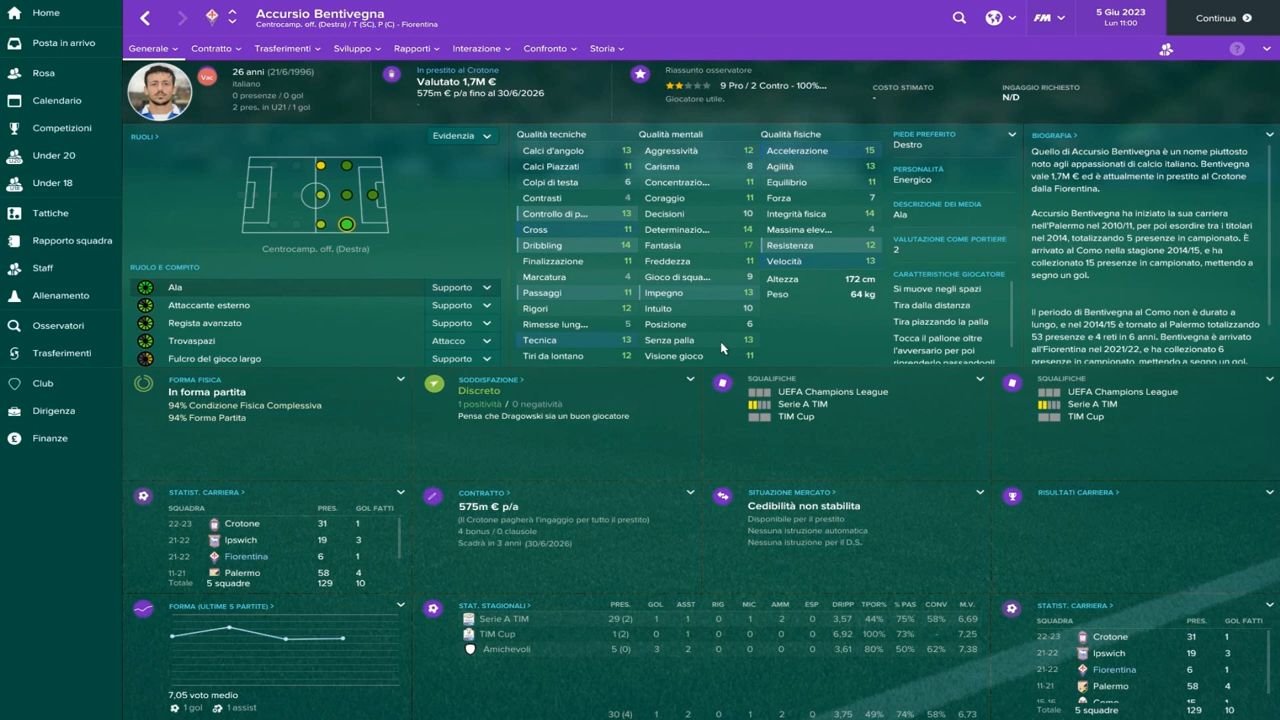 Home
Posta in arrivo
Rosa
Calendario
Competizioni
Under 20
Under 18
Tattiche
Rapporto squadra
Staff
Allenamento
Osservatori
Trasferimenti
Club
Dirigenza
Finanze
Accursio Bentivegna
Centrocamp. off. (Destra) / T (SC), P (C) - Fiorentina
FM
5 Giu 2023
Lun 11:00
Continua
Generale
Contratto
Trasferimenti
Sviluppo
Rapporti
Interazione
Confronto
Storia
Vac
26 anni (21/6/1996)
Italiano
0 presenze / 0 gol
2 pres. in U21 / 1 gol
In prestito al Crotone
Valutato 1,7M €
575m € p/a fino al 30/6/2026
-
Riassunto osservatore
9 Pro / 2 Contro - 100%...
Giocatore utile.
COSTO STIMATO
-
INGAGGIO RICHIESTO
N/D
RUOLI >
Evidenzia
Centrocamp. off. (Destra)
RUOLO E COMPITO
Ala Supporto
Attaccante esterno Supporto
Regista avanzato Supporto
Trovaspazi Attacco
Fulcro del gioco largo Supporto
Qualità tecniche
Calci d'angolo 13
Calci Piazzati 11
Colpi di testa 6
Contrasti 4
Controllo di p... 13
Cross 11
Dribbling 14
Finalizzazione 11
Marcatura 4
Passaggi 11
Rigori 12
Rimesse lung... 5
Tecnica 13
Tiri da lontano 12
Qualità mentali
Aggressività 12
Carisma 8
Concentrazio... 11
Coraggio 11
Decisioni 10
Determinazio... 14
Fantasia 17
Freddezza 11
Gioco di squa... 9
Impegno 13
Intuito 10
Posizione 6
Senza palla 13
Visione gioco 11
Qualità fisiche
Accelerazione 15
Agilità 13
Equilibrio 11
Forza 7
Integrità fisica 14
Massima elev... 4
Resistenza 12
Velocità 13
Altezza 172 cm
Peso 64 kg
PIEDE PREFERITO
Destro
PERSONALITÀ
Energico
DESCRIZIONE DEI MEDIA
Ala
VALUTAZIONE COME PORTIERE
2
CARATTERISTICHE GIOCATORE
Si muove negli spazi
Tira dalla distanza
Tira piazzando la palla
Tocca il pallone oltre
l'avversario per poi
riprenderlo passandogli
BIOGRAFIA >
Quello di Accursio Bentivegna è un nome piuttosto
noto agli appassionati di calcio italiano. Bentivegna
vale 1,7M € ed è attualmente in prestito al Crotone
dalla Fiorentina.
Accursio Bentivegna ha iniziato la sua carriera
nell'Palermo nel 2010/11, per poi esordire tra i titolari
nel 2014, totalizzando 5 presenze in campionato. È
arrivato al Como nella stagione 2014/15, e ha
collezionato 15 presenze in campionato, mettendo a
segno un gol.
Il periodo di Bentivegna al Como non è durato a
lungo, e nel 2014/15 è tornato al Palermo totalizzando
53 presenze e 4 reti in 6 anni. Bentivegna è arrivato
all'Fiorentina nel 2021/22, e ha collezionato 6
presenze in campionato, mettendo a segno un gol.
FORMA FISICA
In forma partita
94% Condizione Fisica Complessiva
94% Forma Partita
SODDISFAZIONE >
Discreto
1 positività / 0 negatività
Pensa che Dragowski sia un buon giocatore
SQUALIFICHE
UEFA Champions League
Serie A TIM
TIM Cup
SQUALIFICHE
UEFA Champions League
Serie A TIM
TIM Cup
STATIST. CARRIERA >
SQUADRA PRES. GOL FATTI
22-23 Crotone 31 1
21-22 Ipswich 19 3
21-22 Fiorentina 6 1
11-21 Palermo 58 4
Totale 5 squadre 129 10
CONTRATTO >
575m € p/a
(Il Crotone pagherà l'ingaggio per tutto il prestito)
4 bonus / 0 clausole
Scadrà in 3 anni (30/6/2026)
SITUAZIONE MERCATO >
Cedibilità non stabilita
Disponibile per il prestito
Nessuna istruzione automatica
Nessuna istruzione per il D.S.
RISULTATI CARRIERA >
FORMA (ULTIME 5 PARTITE) >
7,05 voto medio
1 gol 1 assist
STAT. STAGIONALI > PRES. GOL ASST RIG MIC AMM ESP DRIPP TPOR% % PAS CONV M.V.
Serie A TIM 29 (2) 1 1 0 1 2 0 3,57 44% 75% 58% 6,69
TIM Cup 1 (2) 0 1 0 0 0 0 6,92 100% 73% - 7,25
Amichevoli 5 (0) 3 2 0 0 0 0 3,61 80% 50% 62% 7,38
30 (4) 1 2 0 1 2 0 3,75 49% 74% 58% 6,73
STATIST. CARRIERA >
SQUADRA PRES. GOL FATTI
22-23 Crotone 31 1
21-22 Ipswich 19 3
21-22 Fiorentina 6 1
11-21 Palermo 58 4
15-16 Como
Totale 5 squadre 129 10